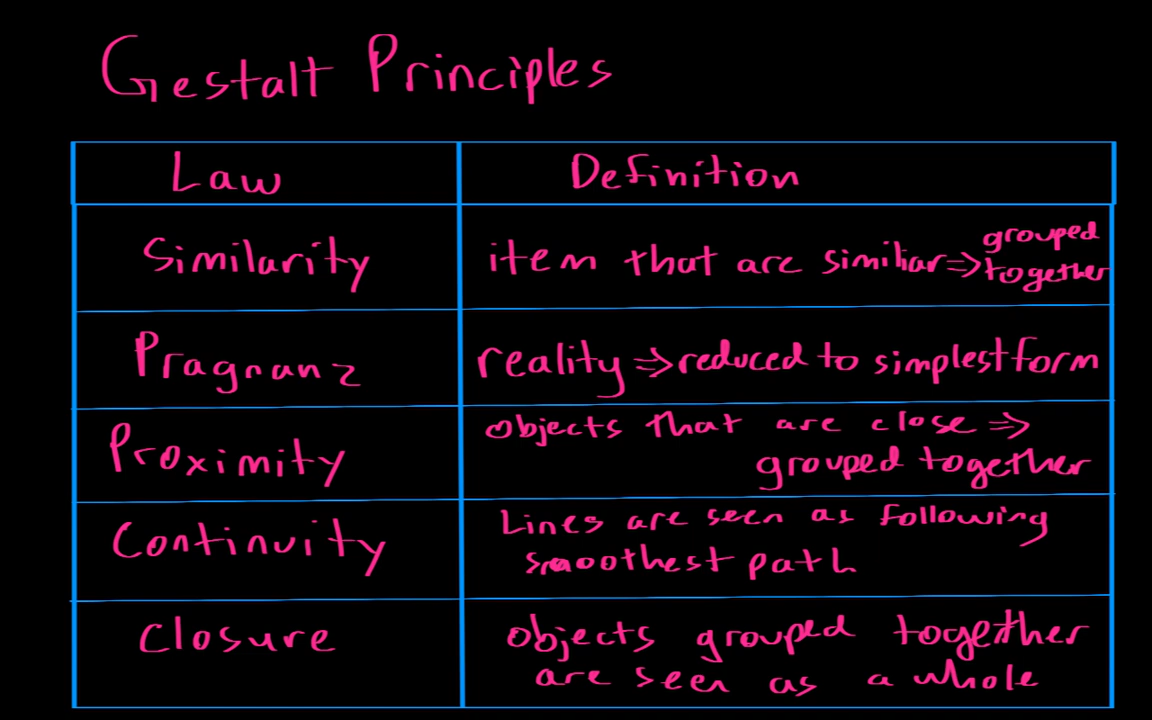 Gestalt Principles
Law
Definition
Similarity
item that are similiar⇒grouped
together
Pragnanz
reality⇒reduced to simplest form
Proximity
objects that are close⇒
grouped together
Continuity
Lines are seen as following
smoothest path
Closure
objects grouped together
are seen as a whole